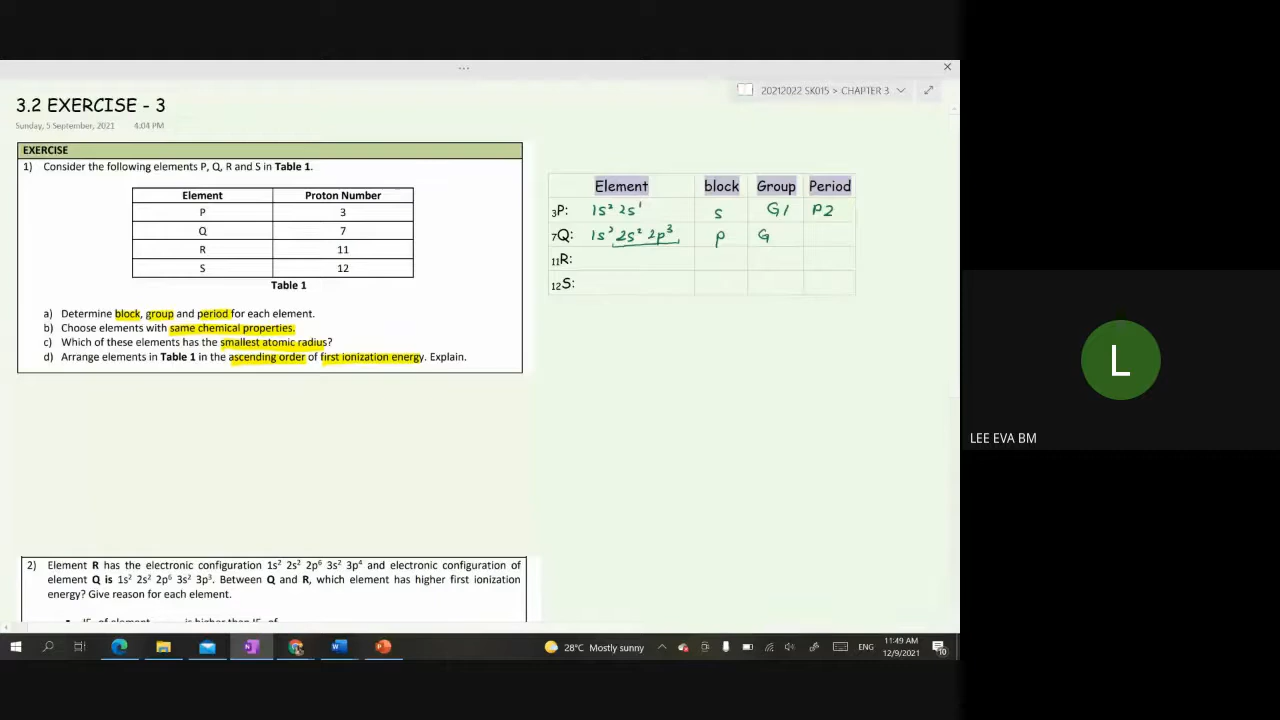 20212022 SK015 > CHAPTER 3
3.2 EXERCISE - 3
Sunday, 5 September, 2021 4:04 PM
EXERCISE
1) Consider the following elements P, Q, R and S in Table 1.
Element Proton Number
P 3
Q 7
R 11
S 12
Table 1
a) Determine block, group and period for each element.
b) Choose elements with same chemical properties.
c) Which of these elements has the smallest atomic radius?
d) Arrange elements in Table 1 in the ascending order of first ionization energy. Explain.
Element block Group Period
₃P: 1s² 2s¹ s G1 P2
₇Q: 1s² 2s² 2p³ p G
₁₁R:
₁₂S:
2) Element R has the electronic configuration 1s² 2s² 2p⁶ 3s² 3p⁴ and electronic configuration of
element Q is 1s² 2s² 2p⁶ 3s² 3p³. Between Q and R, which element has higher first ionization
energy? Give reason for each element.
L
LEE EVA BM
28°C Mostly sunny
ENG
11:49 AM
12/9/2021
10